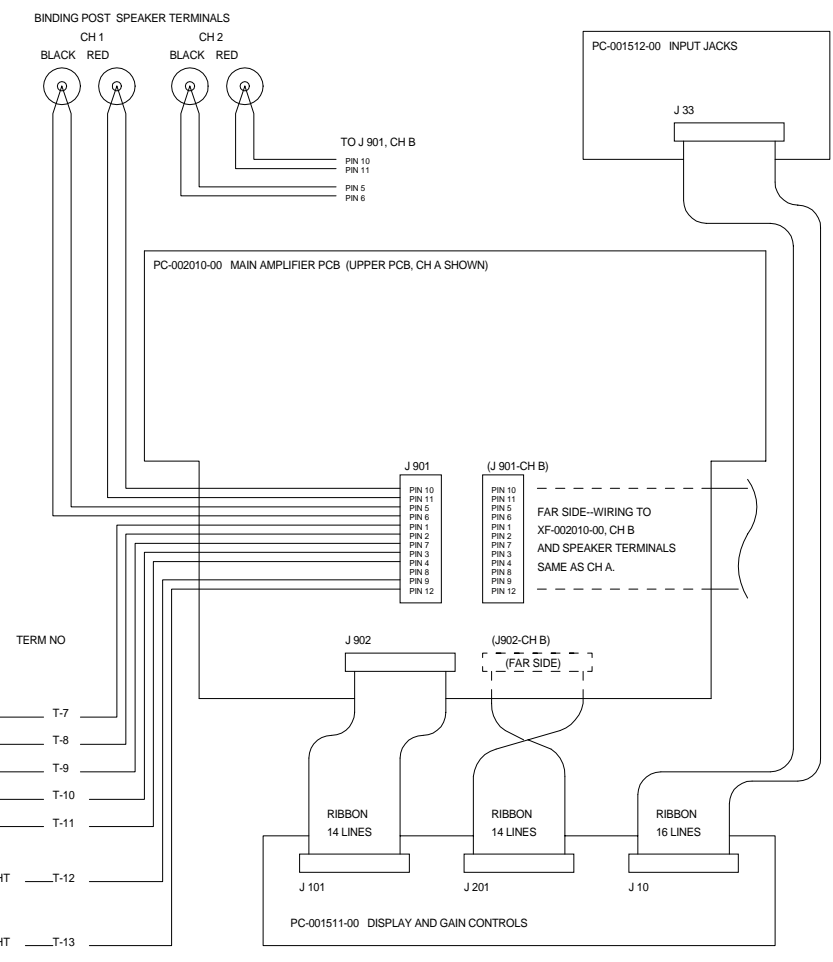 BINDING POST SPEAKER TERMINALS
CH 1
CH 2
BLACK RED
BLACK RED
TO J 901, CH B
PIN 10
PIN 11
PIN 5
PIN 6
PC-001512-00 INPUT JACKS
J 33
PC-002010-00 MAIN AMPLIFIER PCB (UPPER PCB, CH A SHOWN)
J 901
PIN 10
PIN 11
PIN 5
PIN 6
PIN 1
PIN 2
PIN 7
PIN 3
PIN 4
PIN 8
PIN 9
PIN 12
(J 901-CH B)
PIN 10
PIN 11
PIN 5
PIN 6
PIN 1
PIN 2
PIN 7
PIN 3
PIN 4
PIN 8
PIN 9
PIN 12
FAR SIDE--WIRING TO
XF-002010-00, CH B
AND SPEAKER TERMINALS
SAME AS CH A.
TERM NO
T-7
T-8
T-9
T-10
T-11
HT T-12
HT T-13
J 902
(J902-CH B)
(FAR SIDE)
RIBBON
14 LINES
RIBBON
14 LINES
RIBBON
16 LINES
J 101
J 201
J 10
PC-001511-00 DISPLAY AND GAIN CONTROLS